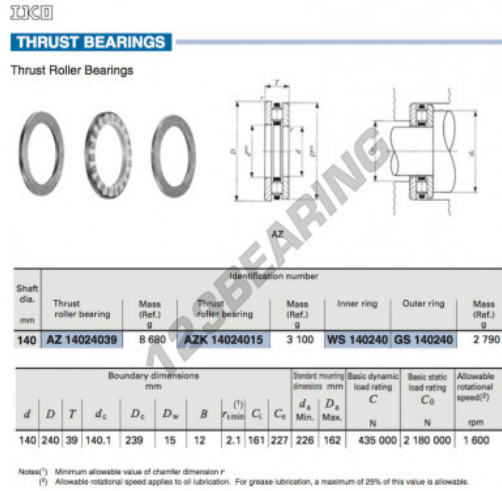 IKO
THRUST BEARINGS
Thrust Roller Bearings
T
r
D
d
AZ
123BEARING
Identification number
Shaft dia. mm
Thrust roller bearing
Mass (Ref.) g
Thrust roller bearing
Mass (Ref.) g
Inner ring
Outer ring
Mass (Ref.) g
140 AZ 14024039 8 680 AZK 14024015 3 100 WS 140240 GS 140240 2 790
Boundary dimensions
mm
Standard mounting dimensions mm
Basic dynamic load rating C N
Basic static load rating C0 N
Allowable rotational speed(2) rpm
d D T dc Dc Dw B rs min(1) Ci Ce da Min. Da Max.
140 240 39 140.1 239 15 12 2.1 161 227 226 162 435 000 2 180 000 1 600
Notes(1) Minimum allowable value of chamfer dimension r
(2) Allowable rotational speed applies to oil lubrication. For grease lubrication, a maximum of 25% of this value is allowable.